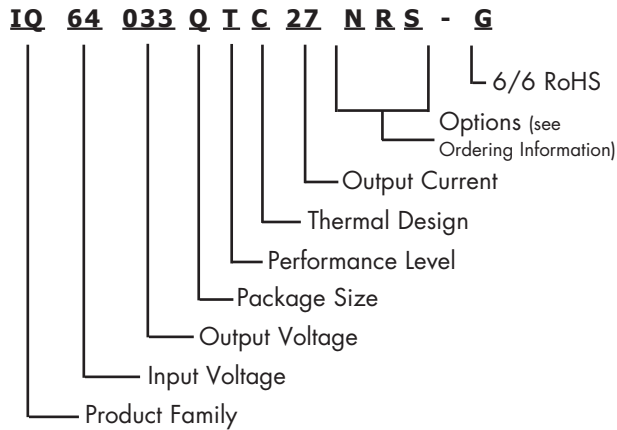 IQ 64 033 Q T C 27 N R S - G
6/6 RoHS
Options (see
Ordering Information)
Output Current
Thermal Design
Performance Level
Package Size
Output Voltage
Input Voltage
Product Family